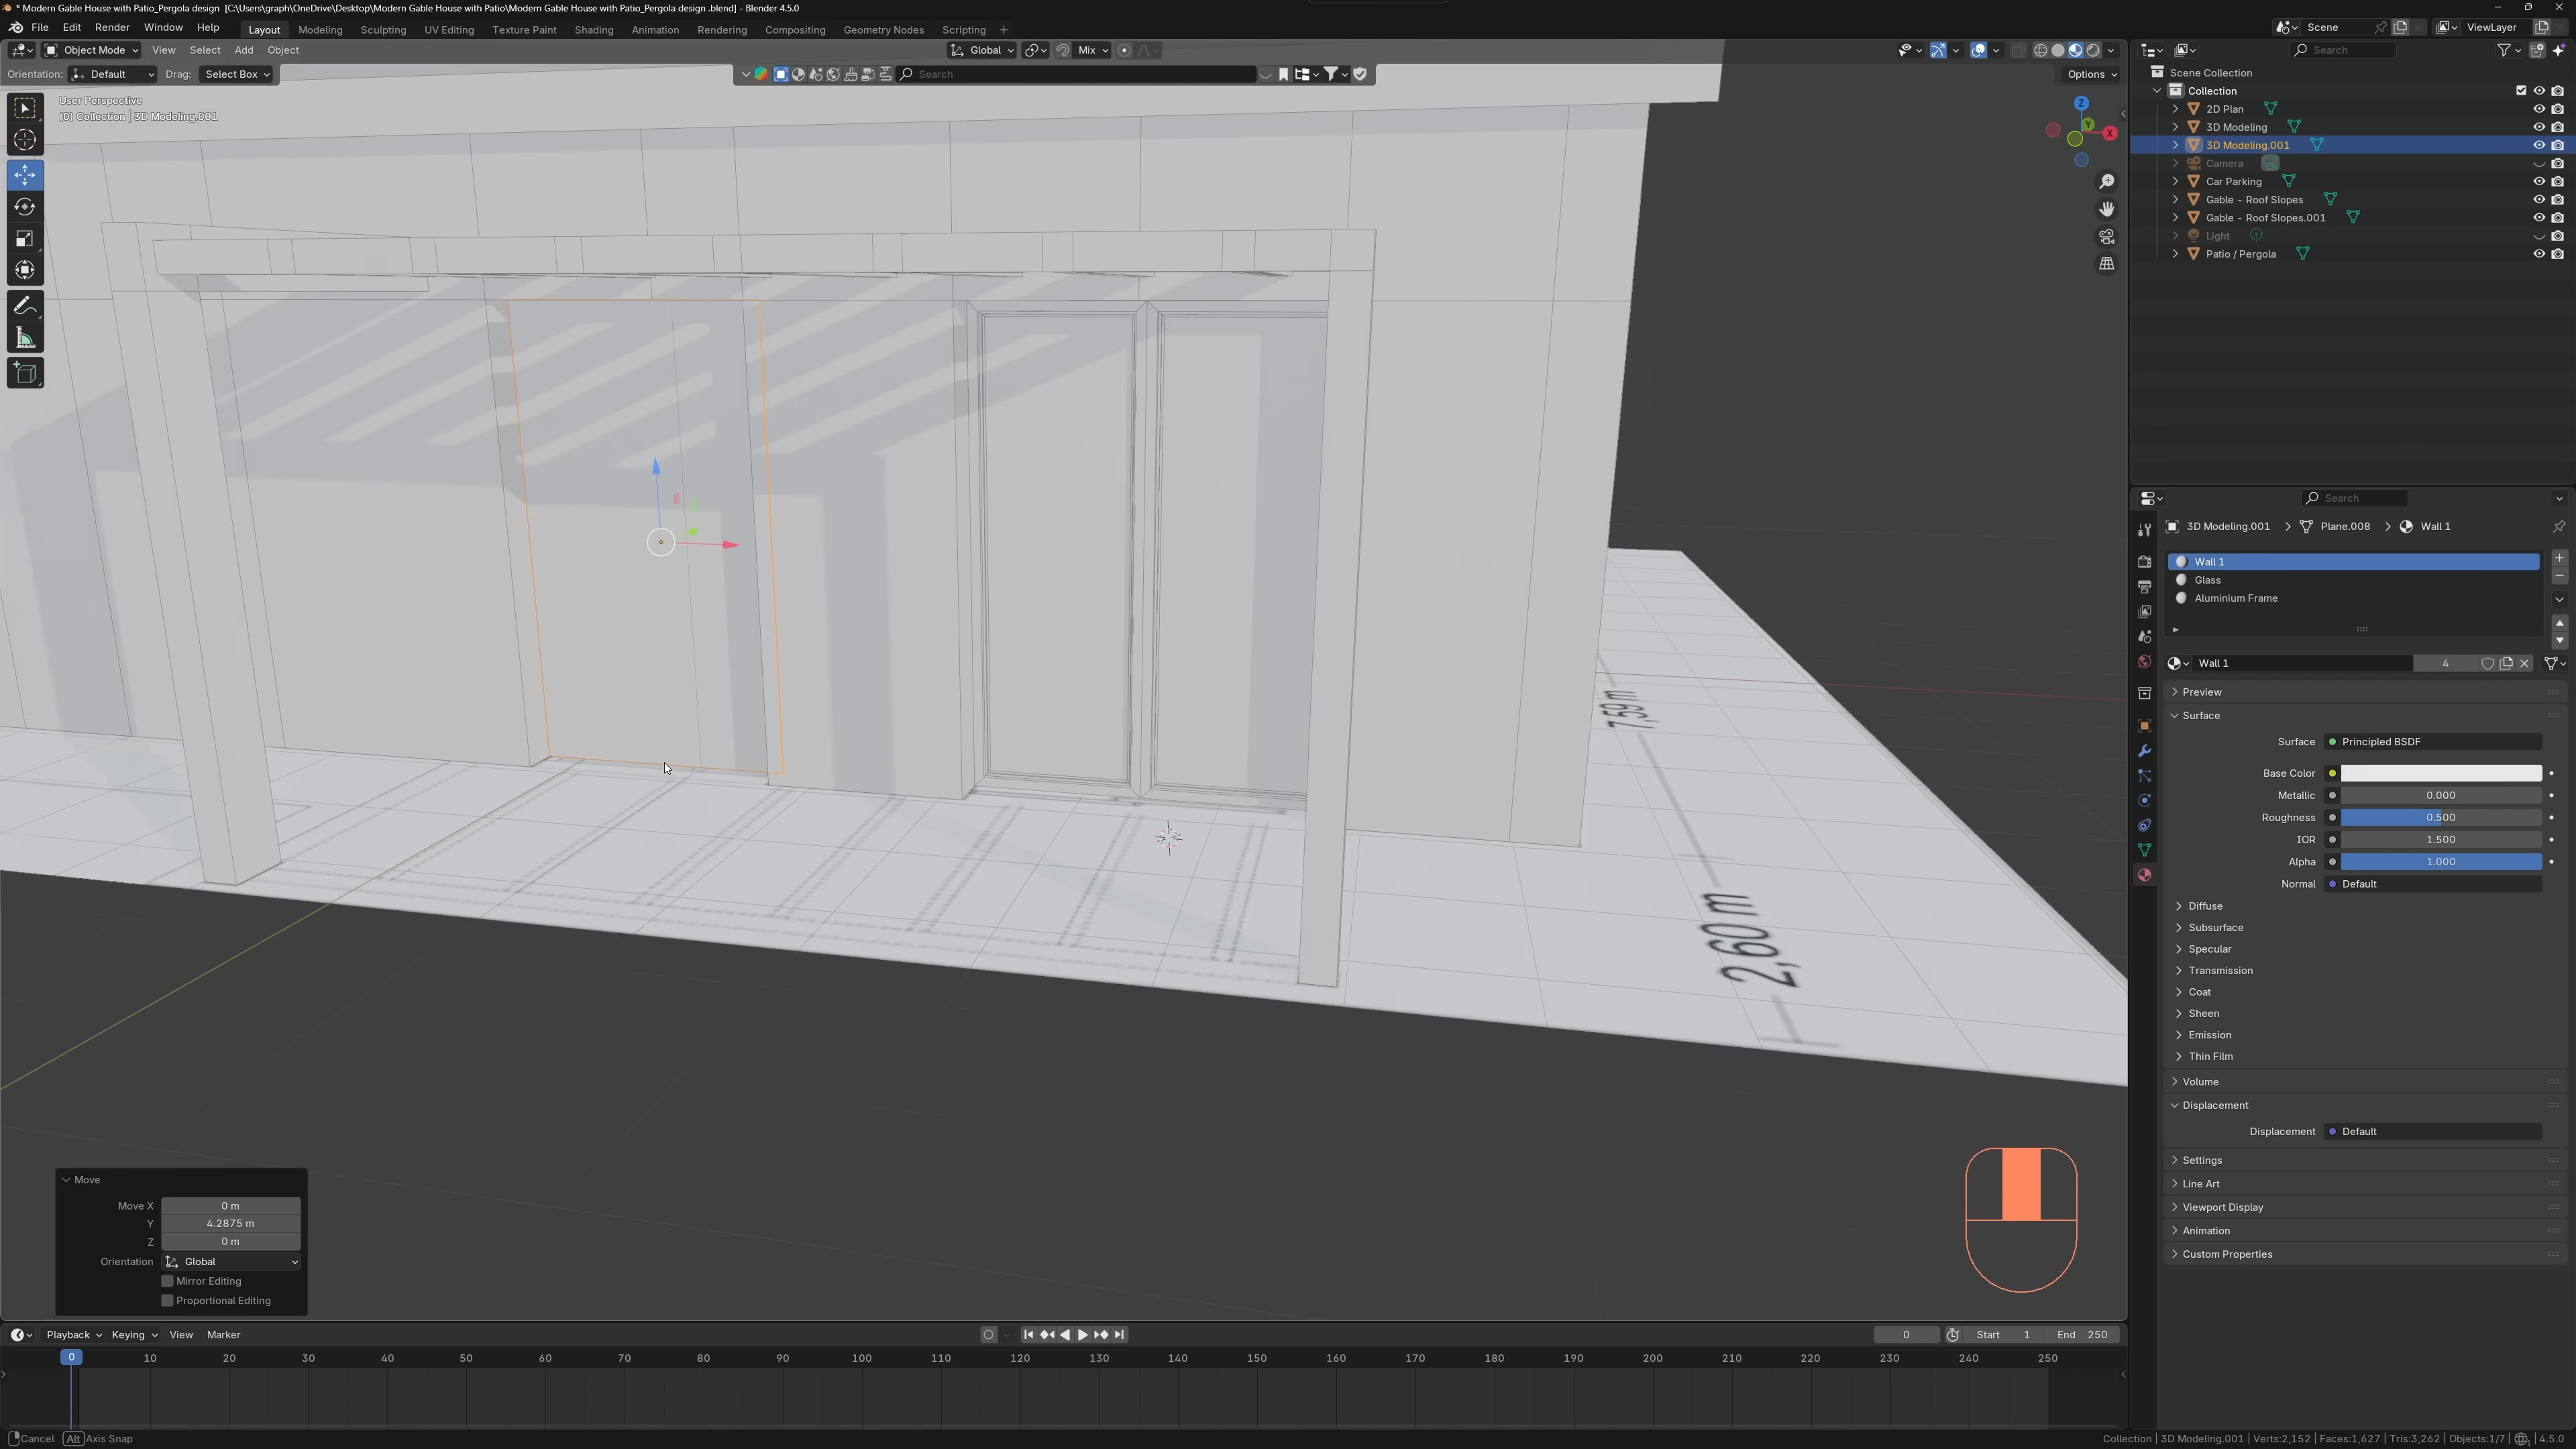 * Modern Gable House with Patio_Pergola design [C:\Users\graph\OneDrive\Desktop\Modern Gable House with Patio\Modern Gable House with Patio_Pergola design .blend] - Blender 4.5.0
File Edit Render Window Help Layout Modeling Sculpting UV Editing Texture Paint Shading Animation Rendering Compositing Geometry Nodes Scripting + Scene ViewLayer
Object Mode View Select Add Object Global Mix Search
Orientation: Default Drag: Select Box Search Options
User Perspective
(0) Collection | 3D Modeling.001
Z
Y
X
Scene Collection
Collection
2D Plan
3D Modeling
3D Modeling.001
Camera
Car Parking
Gable - Roof Slopes
Gable - Roof Slopes.001
Light
Patio / Pergola
Search
3D Modeling.001 > Plane.008 > Wall 1
Wall 1
Glass
Aluminium Frame
Wall 1 4
Preview
Surface
Surface Principled BSDF
Base Color
Metallic 0.000
Roughness 0.500
IOR 1.500
Alpha 1.000
Normal Default
Diffuse
Subsurface
Specular
Transmission
Coat
Sheen
Emission
Thin Film
Volume
Displacement
Displacement Default
Settings
Line Art
Viewport Display
Animation
Custom Properties
2,60 m
Move
Move X 0 m
Y 4.2875 m
Z 0 m
Orientation Global
Mirror Editing
Proportional Editing
Playback Keying View Marker 0 Start 1 End 250
0 10 20 30 40 50 60 70 80 90 100 110 120 130 140 150 160 170 180 190 200 210 220 230 240 250
Cancel Alt Axis Snap
Collection | 3D Modeling.001 | Verts:2,152 | Faces:1,627 | Tris:3,262 | Objects:1/7 | 4.5.0